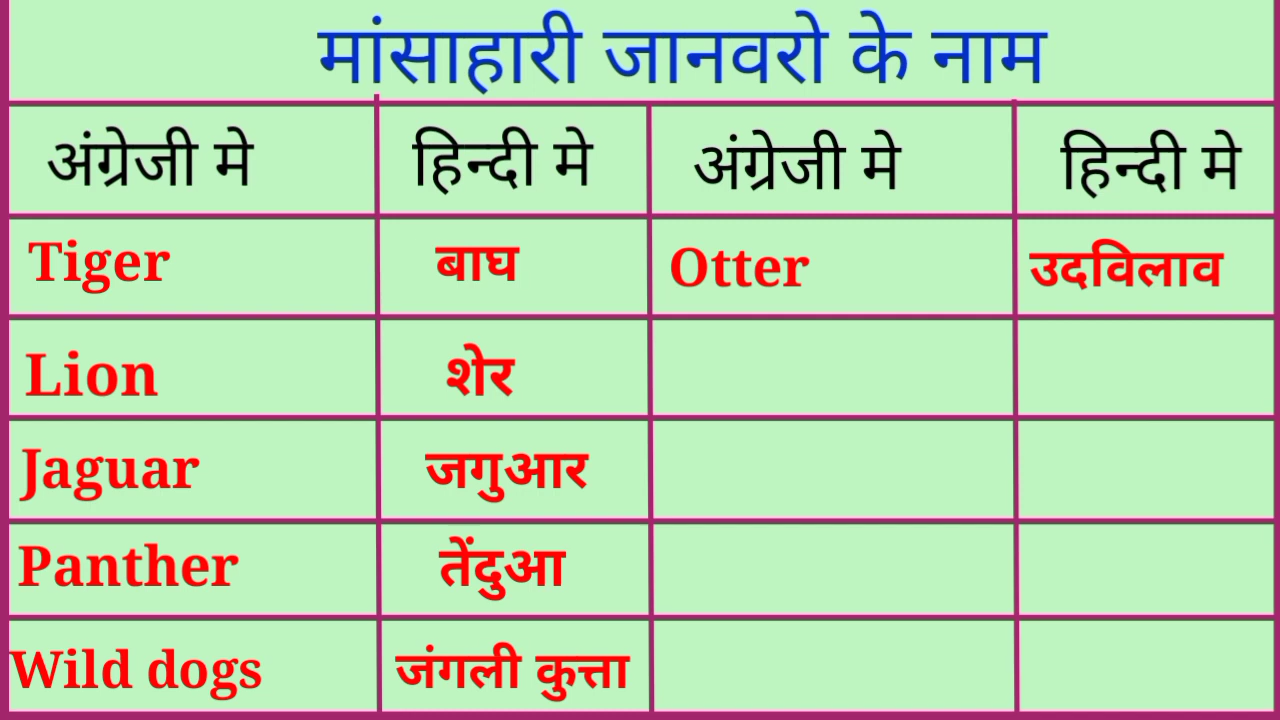 मांसाहारी जानवरो के नाम
अंग्रेजी मे हिन्दी मे अंग्रेजी मे हिन्दी मे
Tiger बाघ Otter उदविलाव
Lion शेर
Jaguar जगुआर
Panther तेंदुआ
Wild dogs जंगली कुत्ता